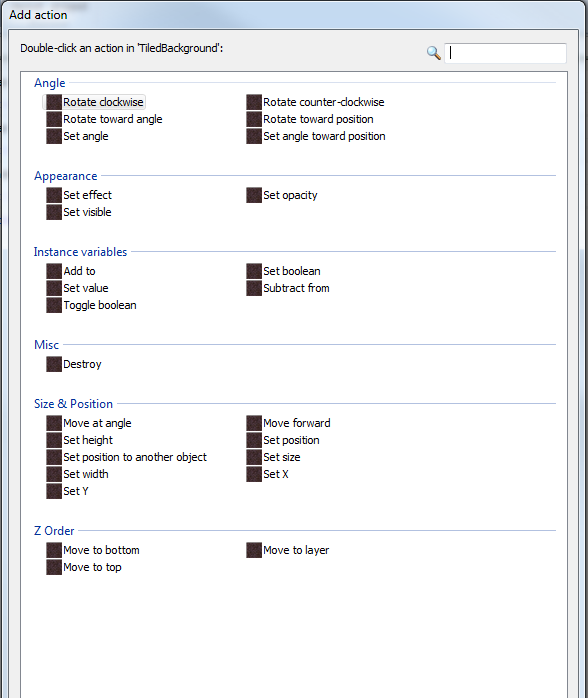 Add action
Double-click an action in 'TiledBackground':
Angle
Rotate clockwise Rotate counter-clockwise
Rotate toward angle Rotate toward position
Set angle Set angle toward position
Appearance
Set effect Set opacity
Set visible
Instance variables
Add to Set boolean
Set value Subtract from
Toggle boolean
Misc
Destroy
Size & Position
Move at angle Move forward
Set height Set position
Set position to another object Set size
Set width Set X
Set Y
Z Order
Move to bottom Move to layer
Move to top